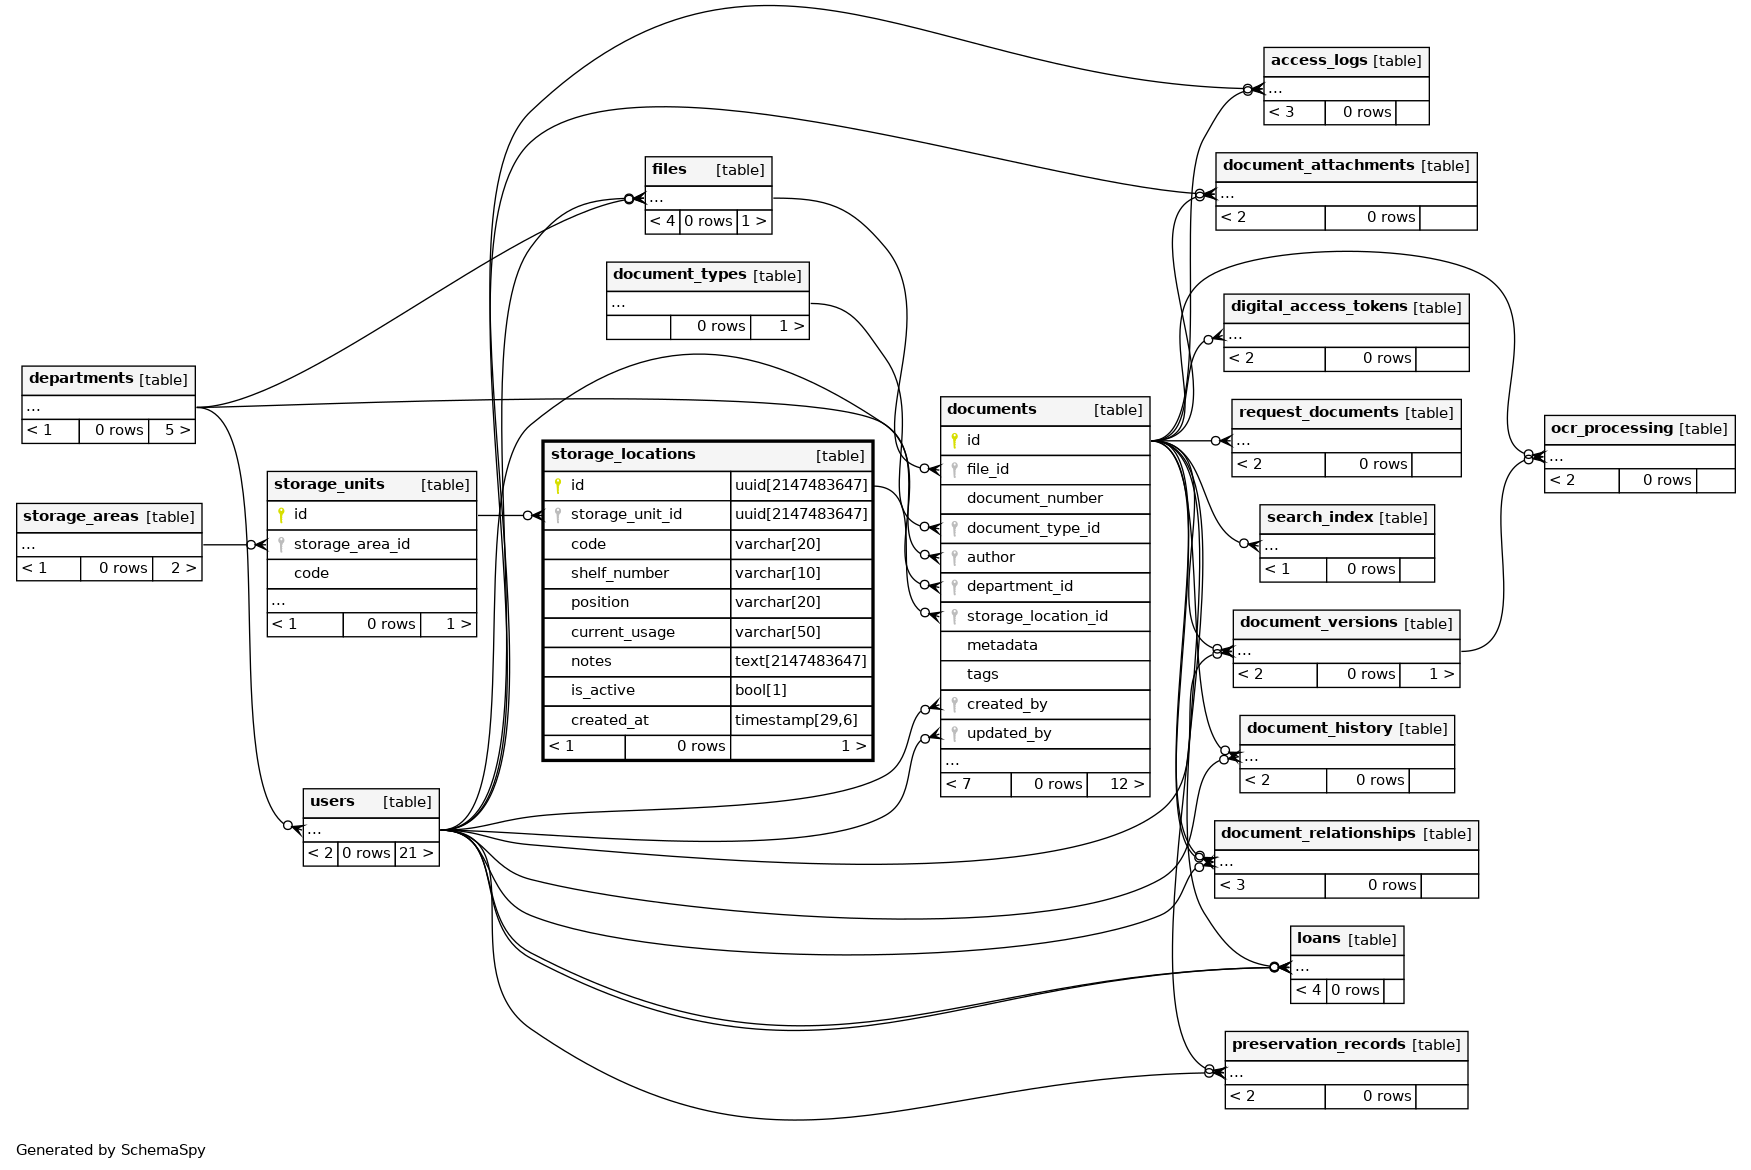 access_logs [table]
...
< 3 0 rows
document_attachments [table]
...
< 2 0 rows
files [table]
...
< 4 0 rows 1 >
document_types [table]
...
0 rows 1 >
digital_access_tokens [table]
...
< 2 0 rows
departments [table]
...
< 1 0 rows 5 >
request_documents [table]
...
< 2 0 rows
ocr_processing [table]
...
< 2 0 rows
documents [table]
id
file_id
document_number
document_type_id
author
department_id
storage_location_id
metadata
tags
created_by
updated_by
...
< 7 0 rows 12 >
storage_locations [table]
id uuid[2147483647]
storage_unit_id uuid[2147483647]
code varchar[20]
shelf_number varchar[10]
position varchar[20]
current_usage varchar[50]
notes text[2147483647]
is_active bool[1]
created_at timestamp[29,6]
< 1 0 rows 1 >
storage_units [table]
id
storage_area_id
code
...
< 1 0 rows 1 >
storage_areas [table]
...
< 1 0 rows 2 >
search_index [table]
...
< 1 0 rows
document_versions [table]
...
< 2 0 rows 1 >
document_history [table]
...
< 2 0 rows
users [table]
...
< 2 0 rows 21 >
document_relationships [table]
...
< 3 0 rows
loans [table]
...
< 4 0 rows
preservation_records [table]
...
< 2 0 rows
Generated by SchemaSpy